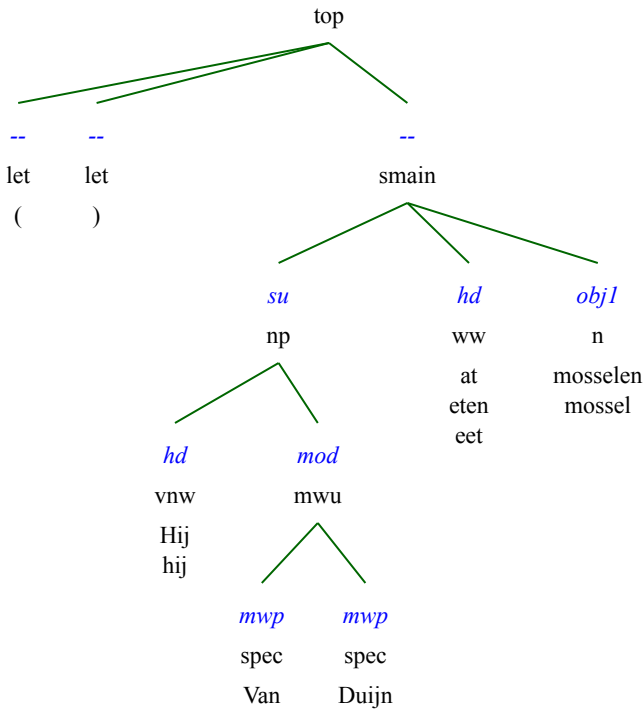 top
-- -- --
let let smain
( )
su hd obj1
np ww n
at mosselen
eten mossel
eet
hd mod
vnw mwu
Hij
hij
mwp mwp
spec spec
Van Duijn